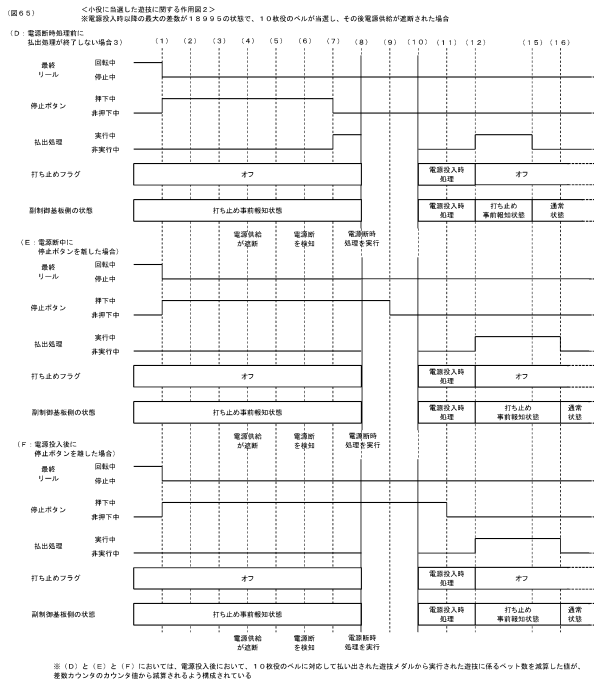 (図65)
＜小役に当選した遊技に関する作用図２＞
※電源投入時以降の最大の差数が１８９９５の状態で、１０枚役のベルが当選し、その後電源供給が遮断された場合
(D：電源断時処理前に
払出処理が終了しない場合３)
(1) (2) (3) (4) (5) (6) (7) (8) (9) (10) (11) (12) (15) (16)
最終
リール
回転中
停止中
停止ボタン
押下中
非押下中
払出処理
実行中
非実行中
打ち止めフラグ
オフ
電源投入時
処理
オフ
副制御基板側の状態
打ち止め事前報知状態
電源投入時
処理
打ち止め
事前報知状態
通常
状態
電源供給
が遮断
電源断
を検知
電源断時
処理を実行
(E：電源断中に
停止ボタンを離した場合)
最終
リール
回転中
停止中
停止ボタン
押下中
非押下中
払出処理
実行中
非実行中
打ち止めフラグ
オフ
電源投入時
処理
オフ
副制御基板側の状態
打ち止め事前報知状態
電源投入時
処理
打ち止め
事前報知状態
通常
状態
電源供給
が遮断
電源断
を検知
電源断時
処理を実行
(F：電源投入後に
停止ボタンを離した場合)
最終
リール
回転中
停止中
停止ボタン
押下中
非押下中
払出処理
実行中
非実行中
打ち止めフラグ
オフ
電源投入時
処理
オフ
副制御基板側の状態
打ち止め事前報知状態
電源投入時
処理
打ち止め
事前報知状態
通常
状態
電源供給
が遮断
電源断
を検知
電源断時
処理を実行
※（D）と（E）と（F）においては、電源投入後において、１０枚役のベルに対応して払い出された遊技メダルから実行された遊技に係るベット数を減算した値が、
差数カウンタのカウンタ値から減算されるよう構成されている